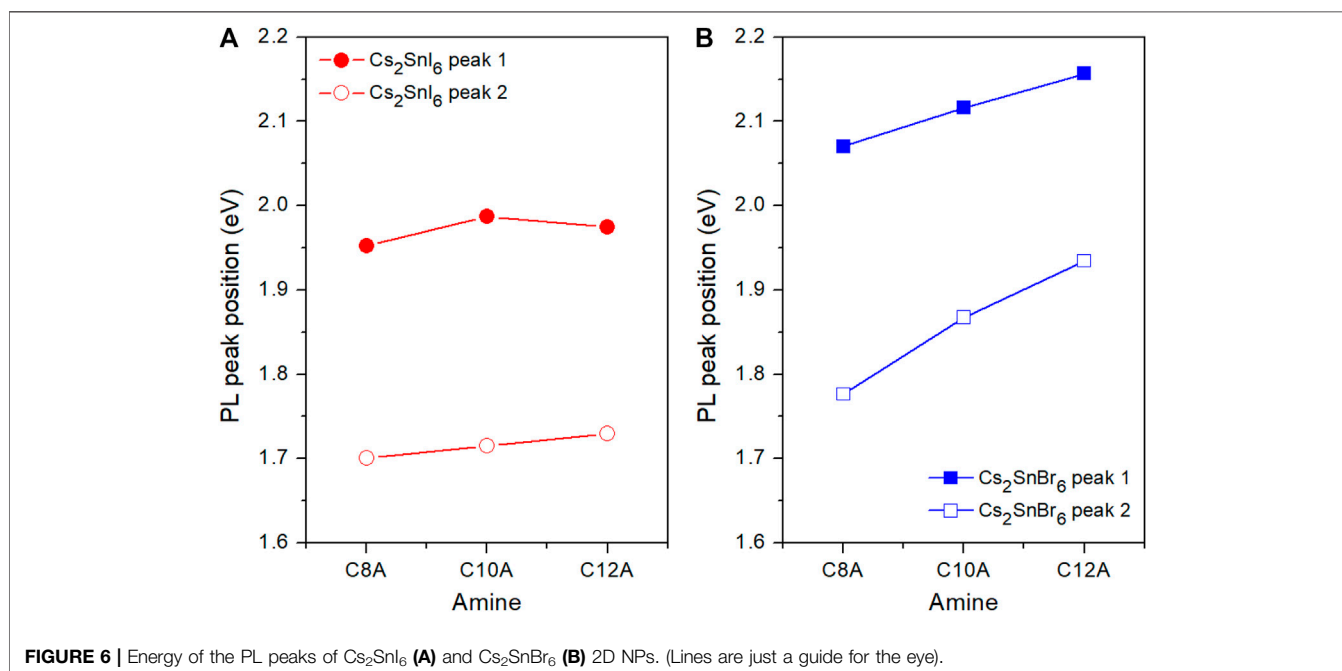 A
2.2
2.1
2.0
1.9
1.8
1.7
1.6
PL peak position (eV)
Cs₂SnI₆ peak 1
Cs₂SnI₆ peak 2
C8A C10A C12A
Amine
B
2.2
2.1
2.0
1.9
1.8
1.7
1.6
PL peak position (eV)
Cs₂SnBr₆ peak 1
Cs₂SnBr₆ peak 2
C8A C10A C12A
Amine
FIGURE 6 | Energy of the PL peaks of Cs₂SnI₆ (A) and Cs₂SnBr₆ (B) 2D NPs. (Lines are just a guide for the eye).